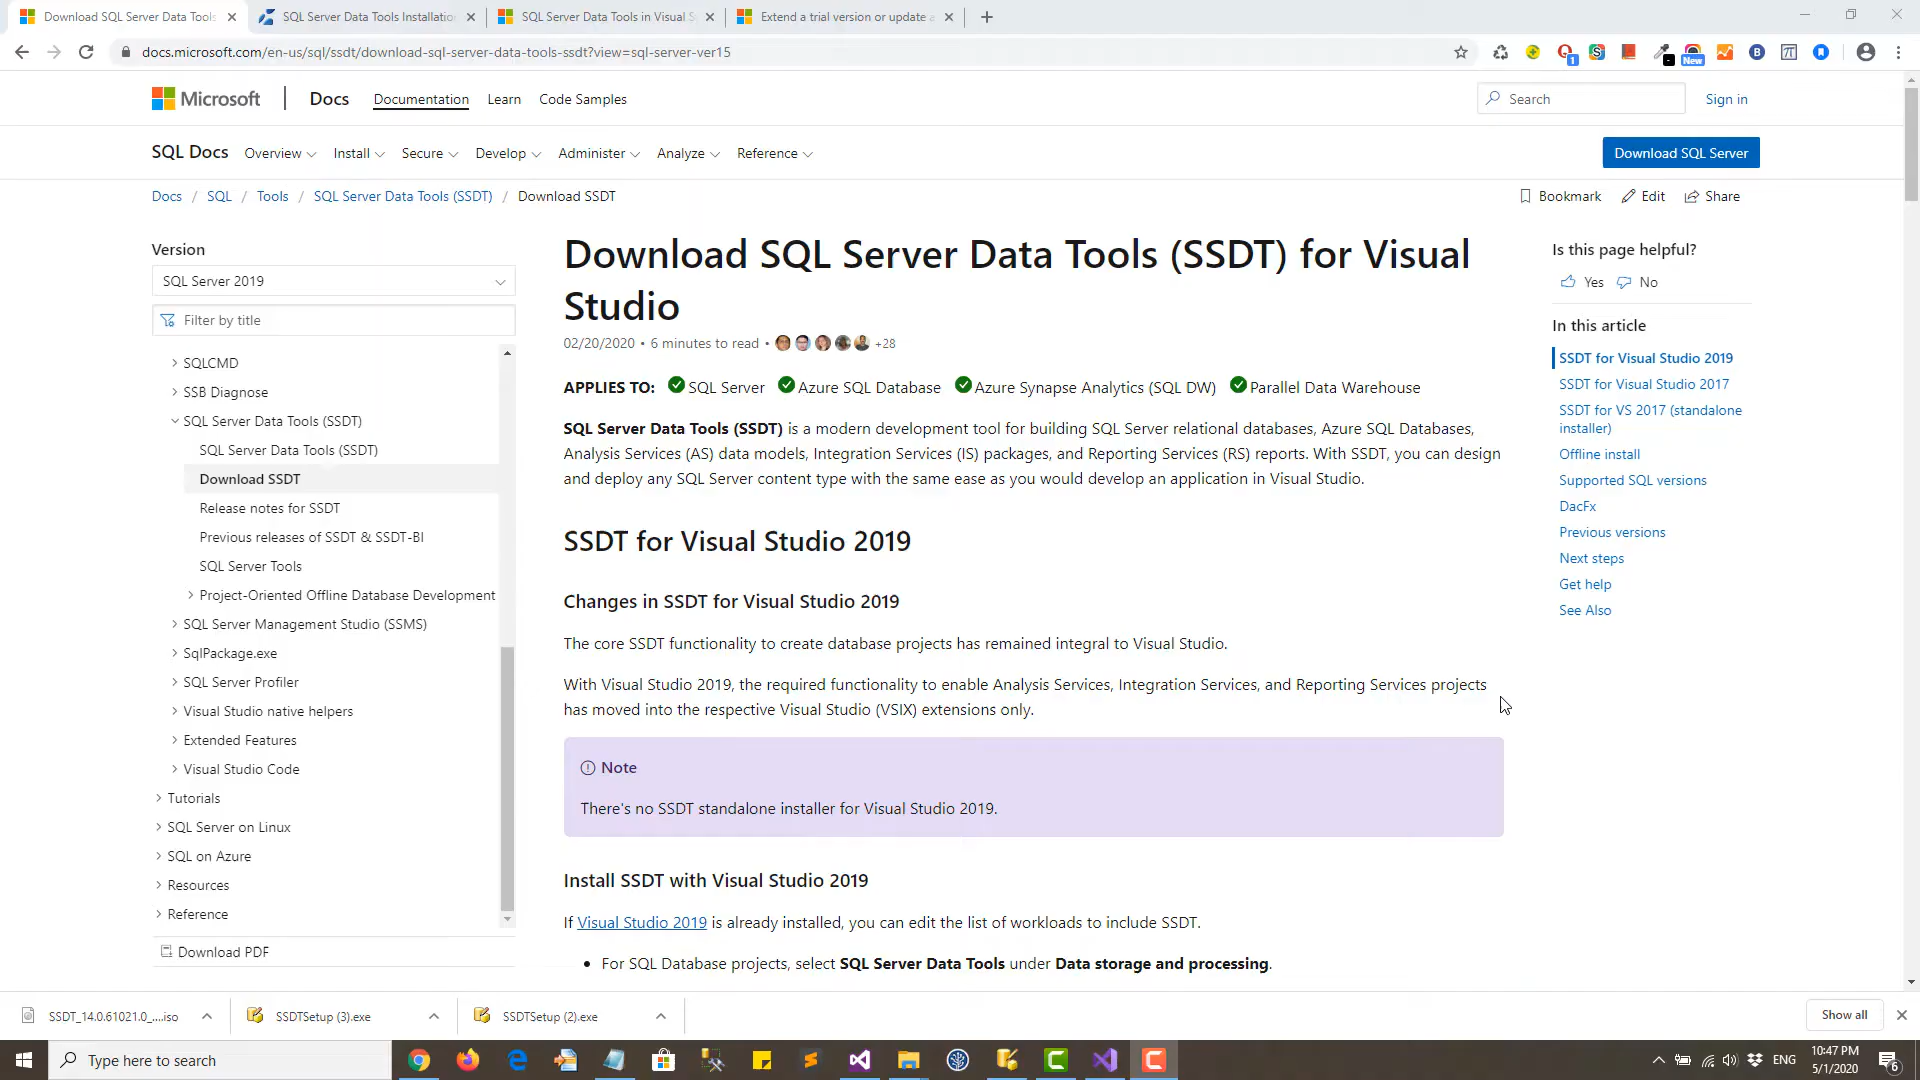 Download SQL Server Data Tools
SQL Server Data Tools Installatio
SQL Server Data Tools in Visual S
Extend a trial version or update
docs.microsoft.com/en-us/sql/ssdt/download-sql-server-data-tools-ssdt?view=sql-server-ver15
Microsoft
Docs
Documentation
Learn
Code Samples
Search
Sign in
SQL Docs
Overview
Install
Secure
Develop
Administer
Analyze
Reference
Download SQL Server
Docs / SQL / Tools / SQL Server Data Tools (SSDT) / Download SSDT
Bookmark
Edit
Share
Version
SQL Server 2019
Filter by title
SQLCMD
SSB Diagnose
SQL Server Data Tools (SSDT)
SQL Server Data Tools (SSDT)
Download SSDT
Release notes for SSDT
Previous releases of SSDT & SSDT-BI
SQL Server Tools
Project-Oriented Offline Database Development
SQL Server Management Studio (SSMS)
SqlPackage.exe
SQL Server Profiler
Visual Studio native helpers
Extended Features
Visual Studio Code
Tutorials
SQL Server on Linux
SQL on Azure
Resources
Reference
Download PDF
Download SQL Server Data Tools (SSDT) for Visual
Studio
02/20/2020 • 6 minutes to read • +28
APPLIES TO: SQL Server Azure SQL Database Azure Synapse Analytics (SQL DW) Parallel Data Warehouse
SQL Server Data Tools (SSDT) is a modern development tool for building SQL Server relational databases, Azure SQL Databases,
Analysis Services (AS) data models, Integration Services (IS) packages, and Reporting Services (RS) reports. With SSDT, you can design
and deploy any SQL Server content type with the same ease as you would develop an application in Visual Studio.
SSDT for Visual Studio 2019
Changes in SSDT for Visual Studio 2019
The core SSDT functionality to create database projects has remained integral to Visual Studio.
With Visual Studio 2019, the required functionality to enable Analysis Services, Integration Services, and Reporting Services projects
has moved into the respective Visual Studio (VSIX) extensions only.
Note
There's no SSDT standalone installer for Visual Studio 2019.
Install SSDT with Visual Studio 2019
If Visual Studio 2019 is already installed, you can edit the list of workloads to include SSDT.
• For SQL Database projects, select SQL Server Data Tools under Data storage and processing.
Is this page helpful?
Yes
No
In this article
SSDT for Visual Studio 2019
SSDT for Visual Studio 2017
SSDT for VS 2017 (standalone
installer)
Offline install
Supported SQL versions
DacFx
Previous versions
Next steps
Get help
See Also
SSDT_14.0.61021.0_....iso
SSDTSetup (3).exe
SSDTSetup (2).exe
Show all
Type here to search
ENG
10:47 PM
5/1/2020
6
1
New